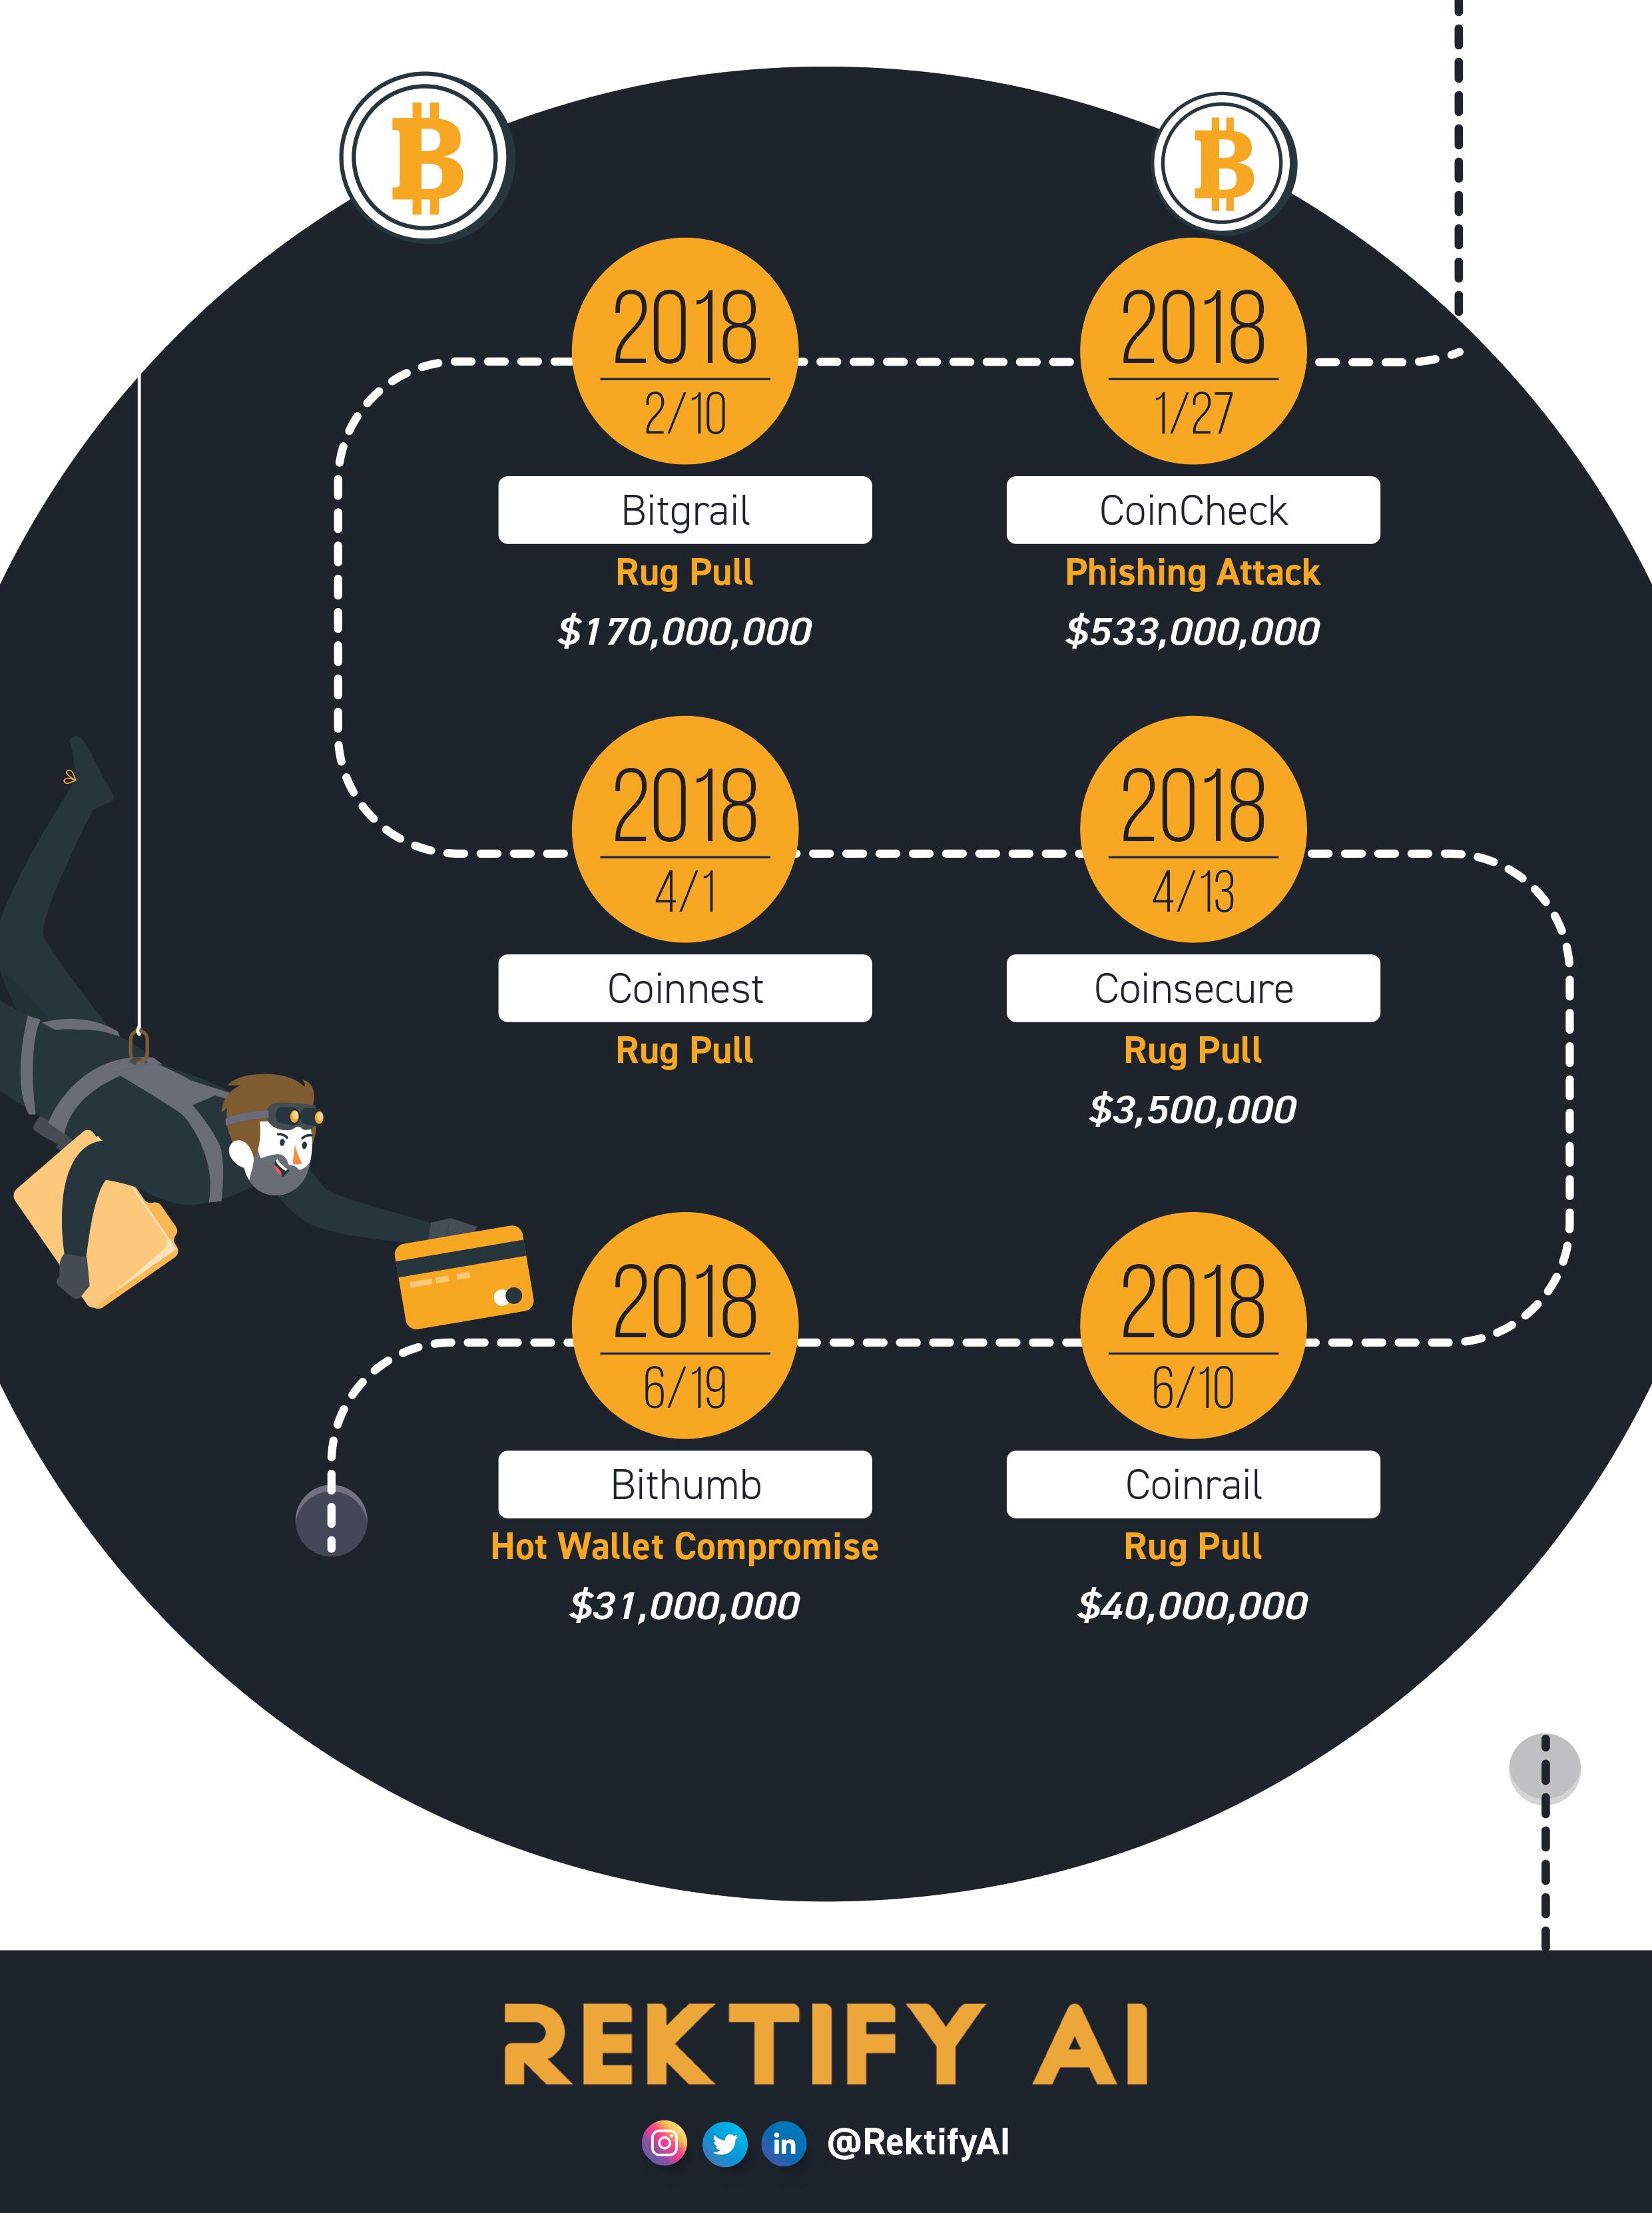 2018
2/10
Bitgrail
Rug Pull
$170,000,000
2018
1/27
CoinCheck
Phishing Attack
$533,000,000
2018
4/1
Coinnest
Rug Pull
2018
4/13
Coinsecure
Rug Pull
$3,500,000
2018
6/19
Bithumb
Hot Wallet Compromise
$31,000,000
2018
6/10
Coinrail
Rug Pull
$40,000,000
REKTIFY AI
@RektifyAI